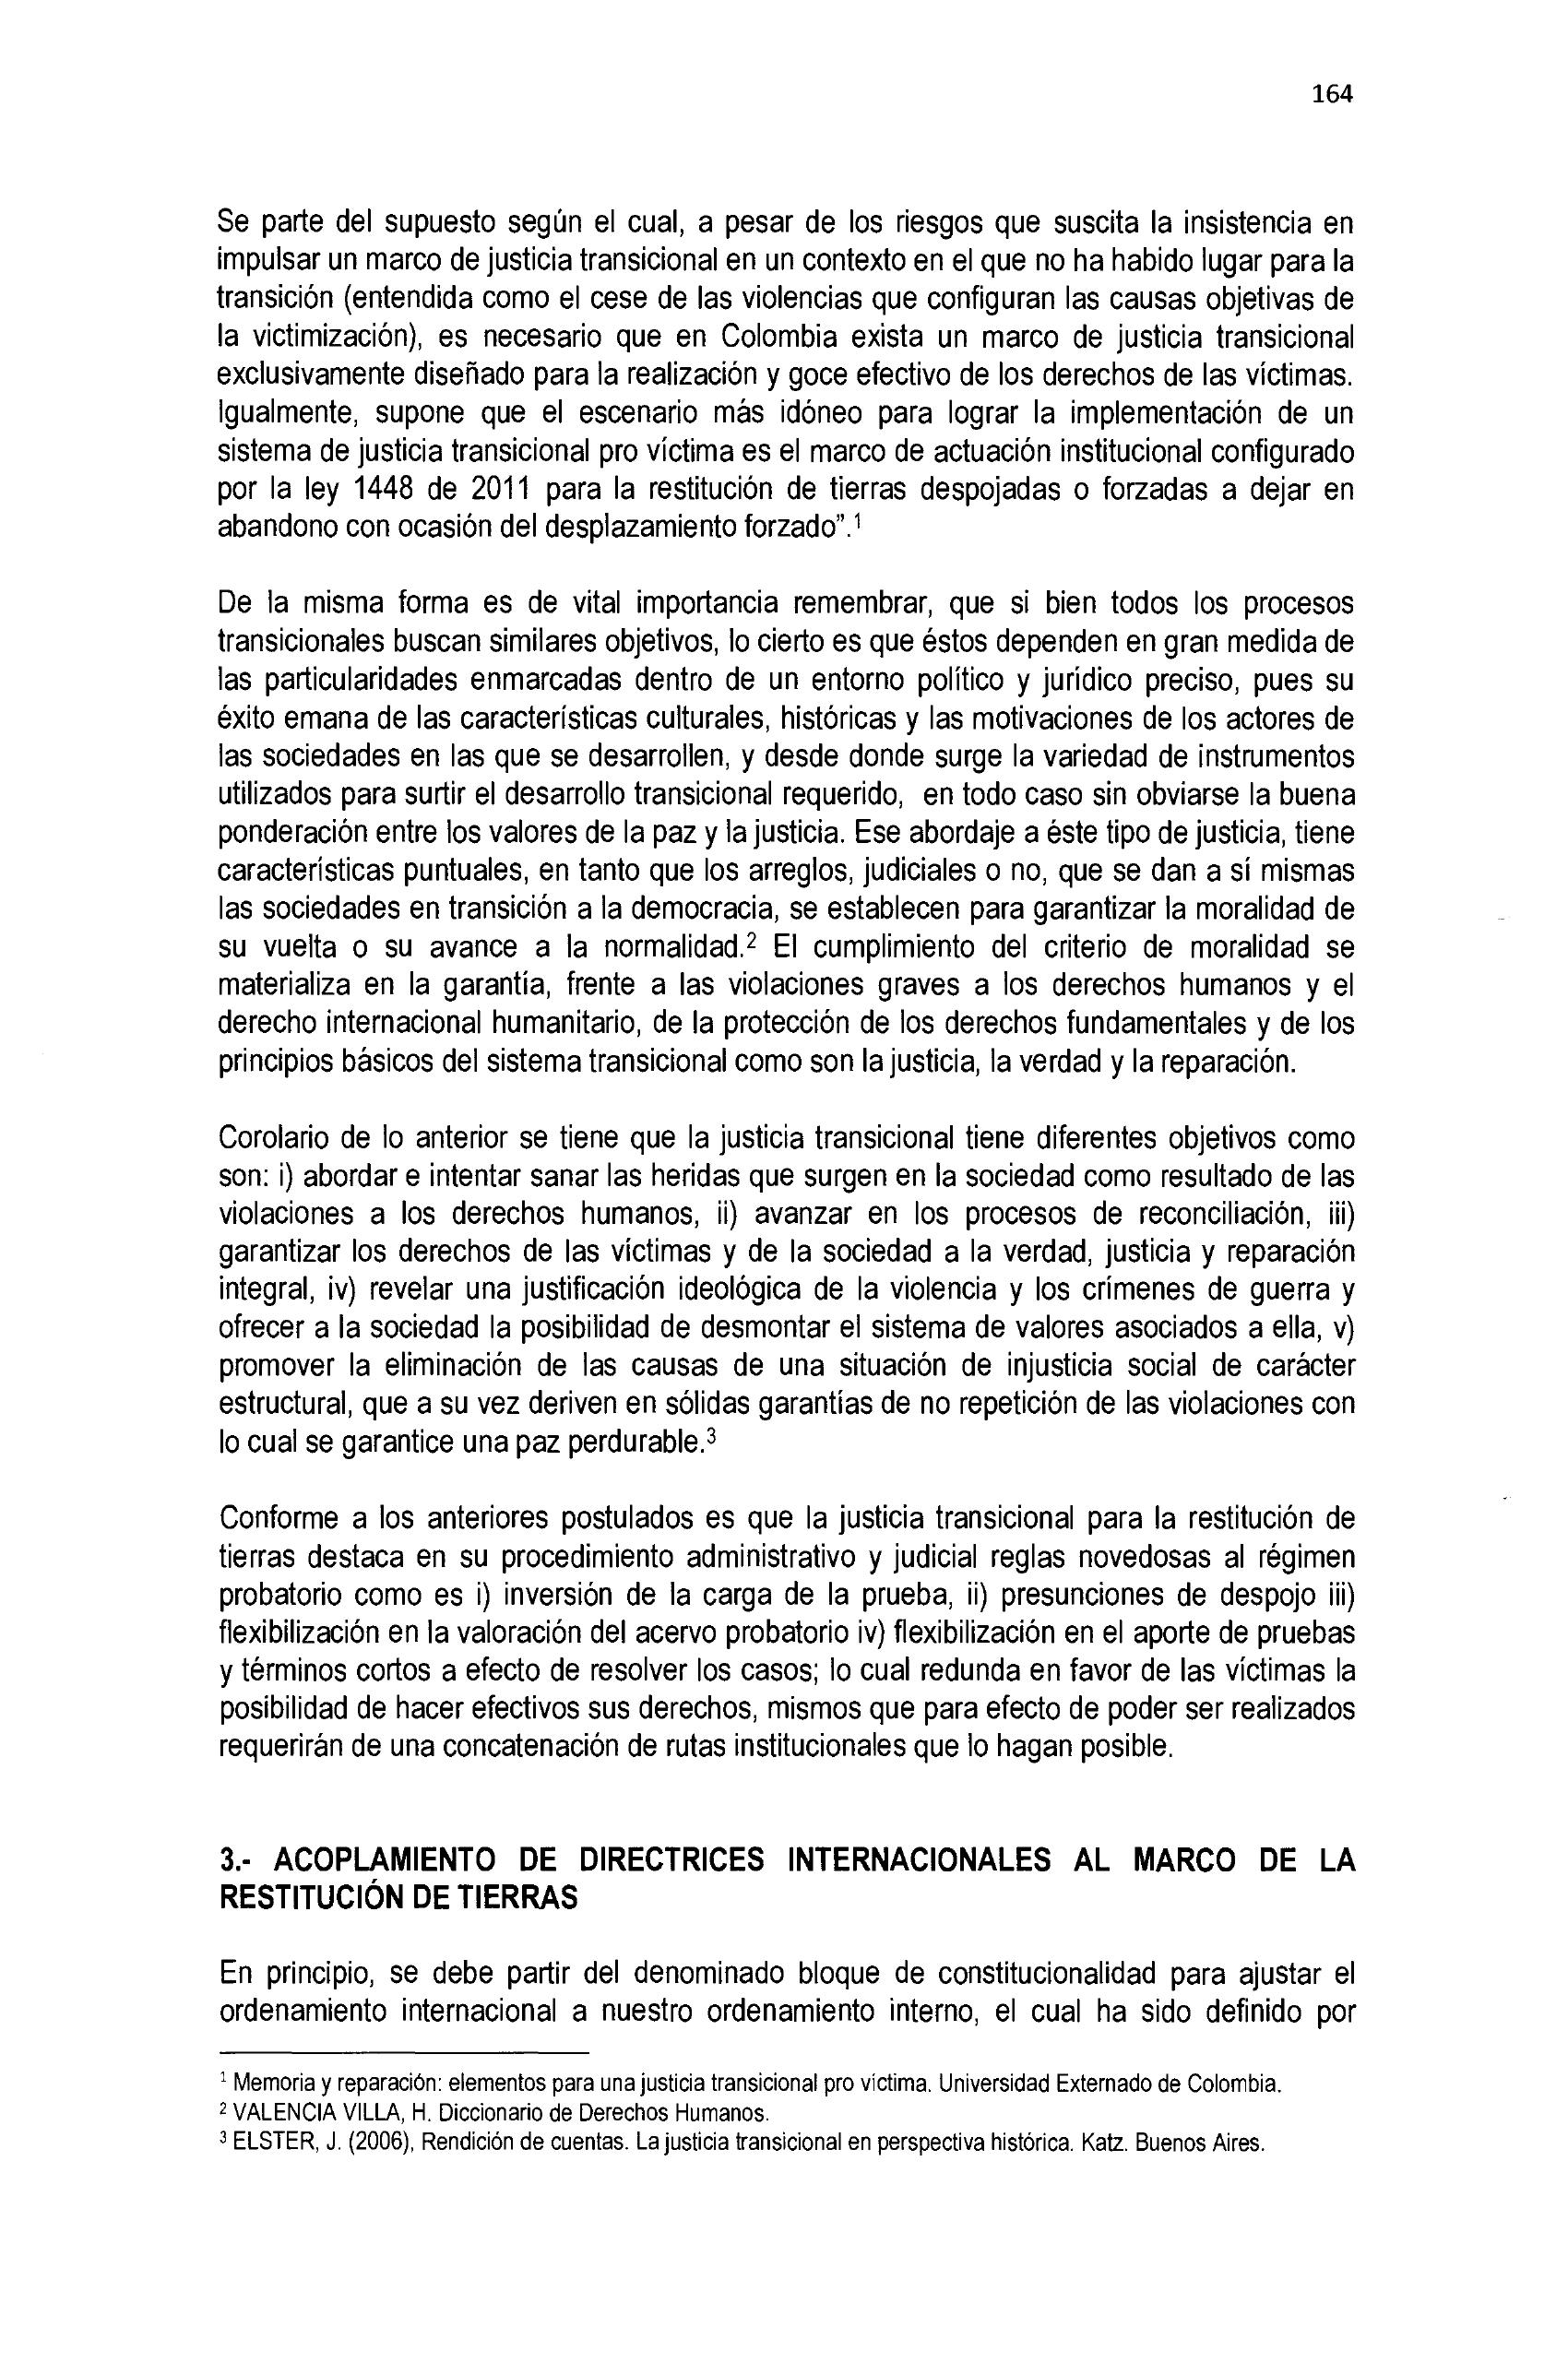 164
Se parte del supuesto según el cual, a pesar de los riesgos que suscita la insistencia en
impulsar un marco de justicia transicional en un contexto en el que no ha habido lugar para la
transición (entendida como el cese de las violencias que configuran las causas objetivas de
la victimización), es necesario que en Colombia exista un marco de justicia transicional
exclusivamente diseñado para la realización y goce efectivo de los derechos de las víctimas.
Igualmente, supone que el escenario más idóneo para lograr la implementación de un
sistema de justicia transicional pro víctima es el marco de actuación institucional configurado
por la ley 1448 de 2011 para la restitución de tierras despojadas o forzadas a dejar en
abandono con ocasión del desplazamiento forzado”.¹
De la misma forma es de vital importancia remembrar, que si bien todos los procesos
transicionales buscan similares objetivos, lo cierto es que éstos dependen en gran medida de
las particularidades enmarcadas dentro de un entorno político y jurídico preciso, pues su
éxito emana de las características culturales, históricas y las motivaciones de los actores de
las sociedades en las que se desarrollen, y desde donde surge la variedad de instrumentos
utilizados para surtir el desarrollo transicional requerido, en todo caso sin obviarse la buena
ponderación entre los valores de la paz y la justicia. Ese abordaje a éste tipo de justicia, tiene
características puntuales, en tanto que los arreglos, judiciales o no, que se dan a sí mismas
las sociedades en transición a la democracia, se establecen para garantizar la moralidad de
su vuelta o su avance a la normalidad.² El cumplimiento del criterio de moralidad se
materializa en la garantía, frente a las violaciones graves a los derechos humanos y el
derecho internacional humanitario, de la protección de los derechos fundamentales y de los
principios básicos del sistema transicional como son la justicia, la verdad y la reparación.
Corolario de lo anterior se tiene que la justicia transicional tiene diferentes objetivos como
son: i) abordar e intentar sanar las heridas que surgen en la sociedad como resultado de las
violaciones a los derechos humanos, ii) avanzar en los procesos de reconciliación, iii)
garantizar los derechos de las víctimas y de la sociedad a la verdad, justicia y reparación
integral, iv) revelar una justificación ideológica de la violencia y los crímenes de guerra y
ofrecer a la sociedad la posibilidad de desmontar el sistema de valores asociados a ella, v)
promover la eliminación de las causas de una situación de injusticia social de carácter
estructural, que a su vez deriven en sólidas garantías de no repetición de las violaciones con
lo cual se garantice una paz perdurable.³
Conforme a los anteriores postulados es que la justicia transicional para la restitución de
tierras destaca en su procedimiento administrativo y judicial reglas novedosas al régimen
probatorio como es i) inversión de la carga de la prueba, ii) presunciones de despojo iii)
flexibilización en la valoración del acervo probatorio iv) flexibilización en el aporte de pruebas
y términos cortos a efecto de resolver los casos; lo cual redunda en favor de las víctimas la
posibilidad de hacer efectivos sus derechos, mismos que para efecto de poder ser realizados
requerirán de una concatenación de rutas institucionales que lo hagan posible.
3.- ACOPLAMIENTO DE DIRECTRICES INTERNACIONALES AL MARCO DE LA
RESTITUCIÓN DE TIERRAS
En principio, se debe partir del denominado bloque de constitucionalidad para ajustar el
ordenamiento internacional a nuestro ordenamiento interno, el cual ha sido definido por
¹ Memoria y reparación: elementos para una justicia transicional pro víctima. Universidad Externado de Colombia.
² VALENCIA VILLA, H. Diccionario de Derechos Humanos.
³ ELSTER, J. (2006), Rendición de cuentas. La justicia transicional en perspectiva histórica. Katz. Buenos Aires.